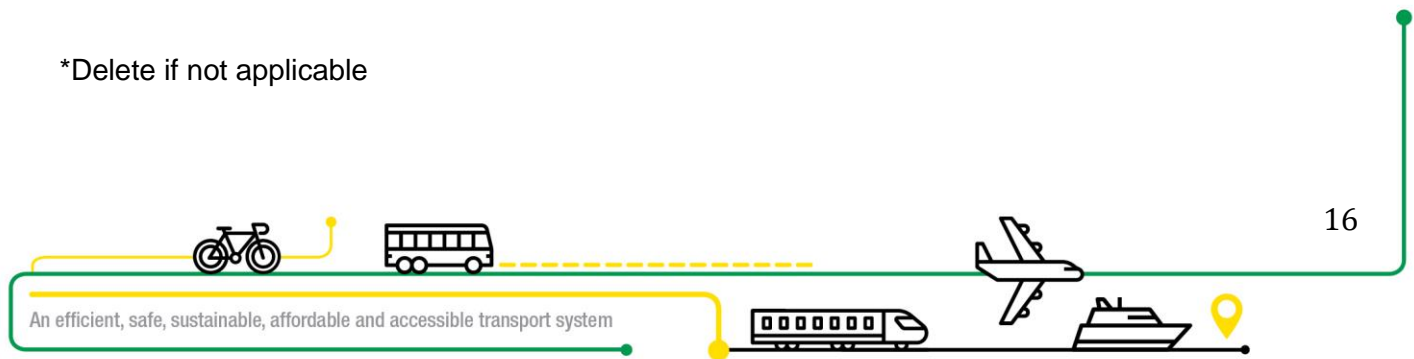 *Delete if not applicable
16
An efficient, safe, sustainable, affordable and accessible transport system